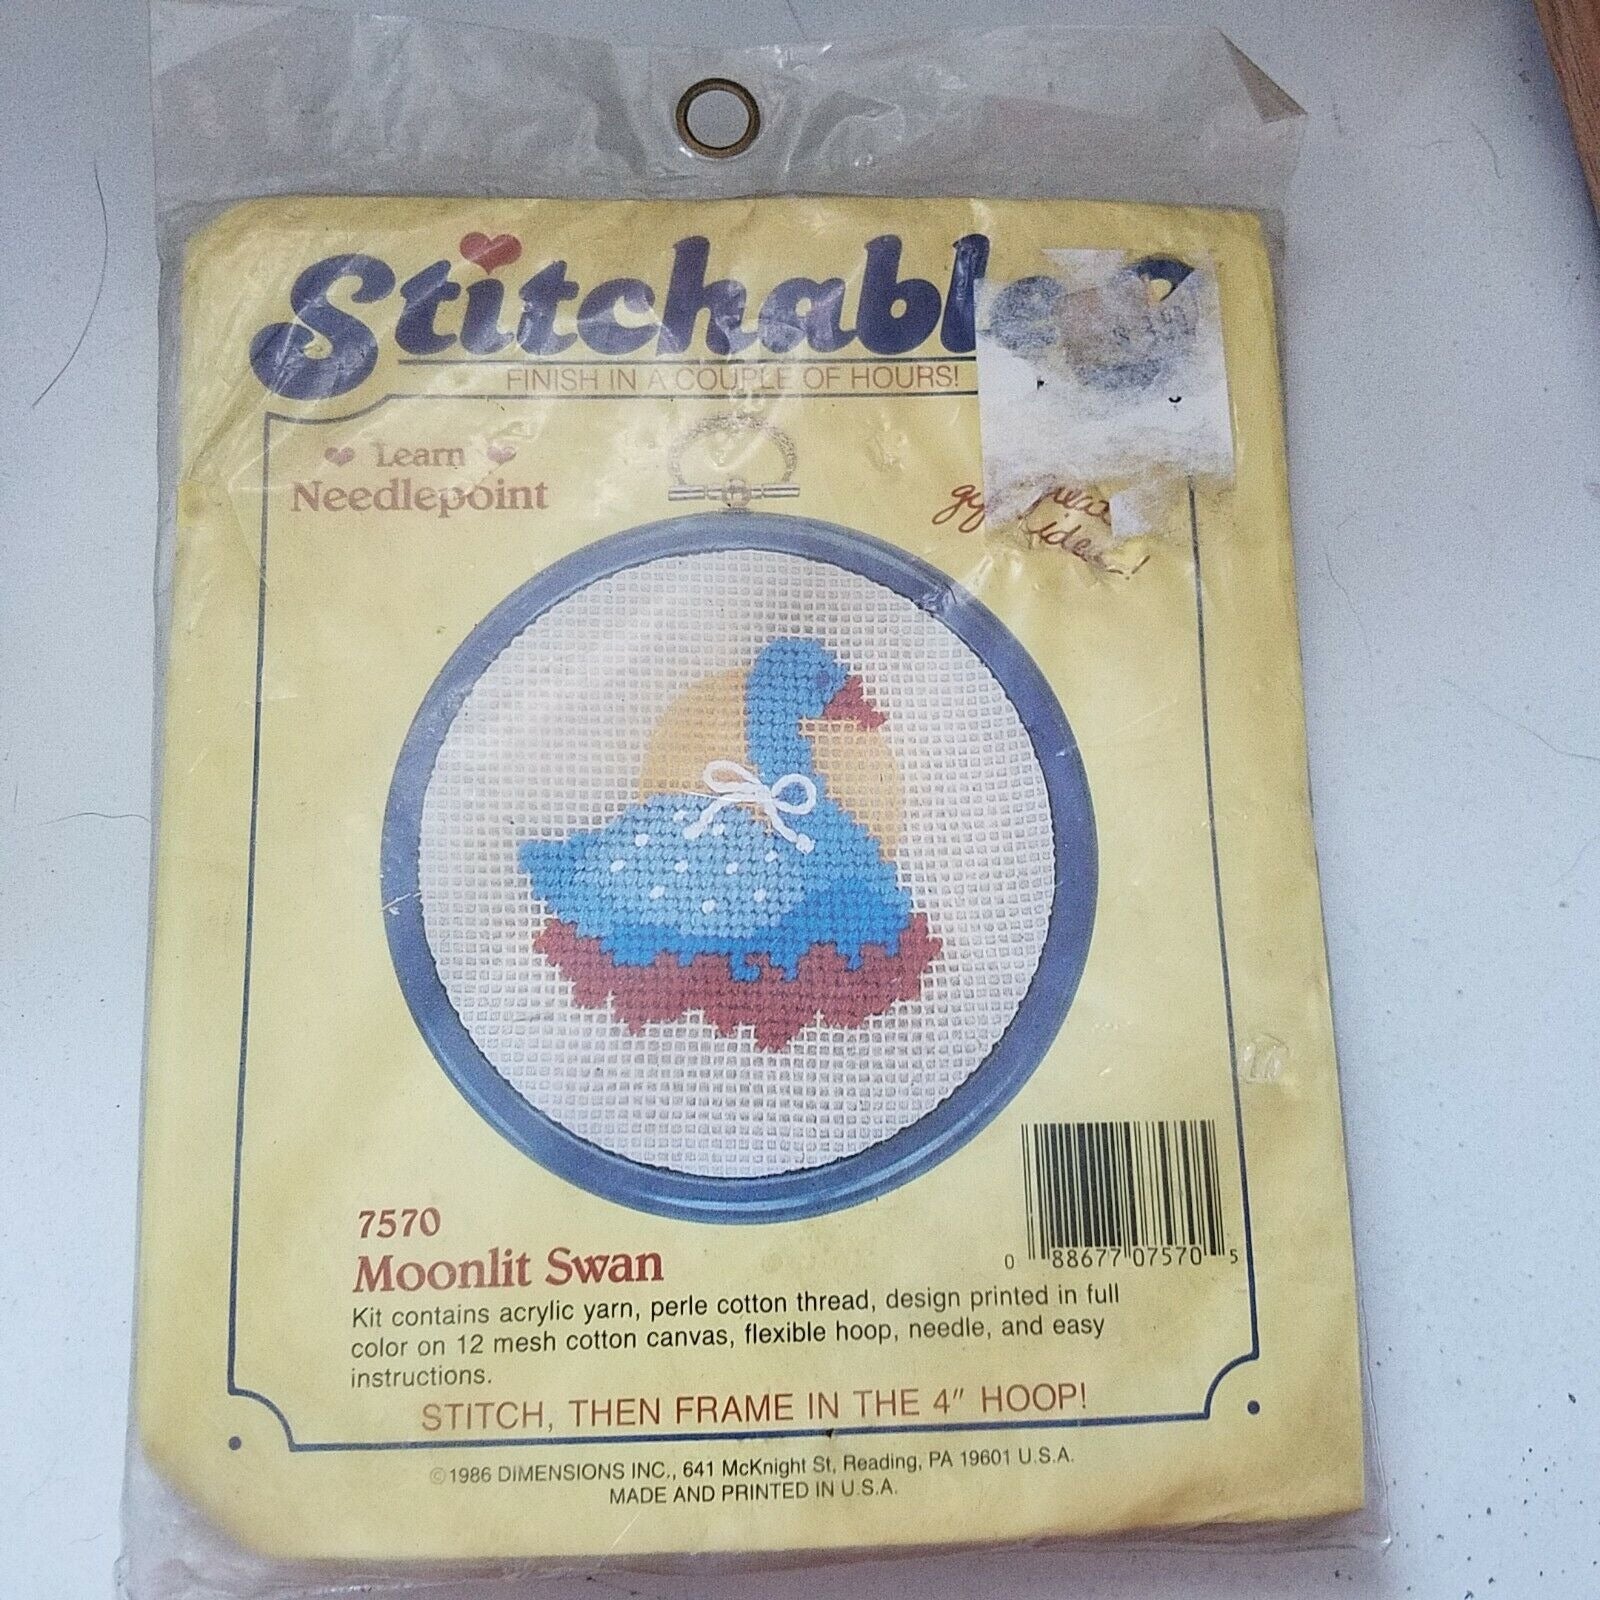 Stitchables
FINISH IN A COUPLE OF HOURS!
Learn
Needlepoint
7570
Moonlit Swan
Kit contains acrylic yarn, perle cotton thread, design printed in full
color on 12 mesh cotton canvas, flexible hoop, needle, and easy
instructions.
STITCH, THEN FRAME IN THE 4" HOOP!
0 88677 07570 5
©1986 DIMENSIONS INC., 641 McKnight St, Reading, PA 19601 U.S.A.
MADE AND PRINTED IN U.S.A.